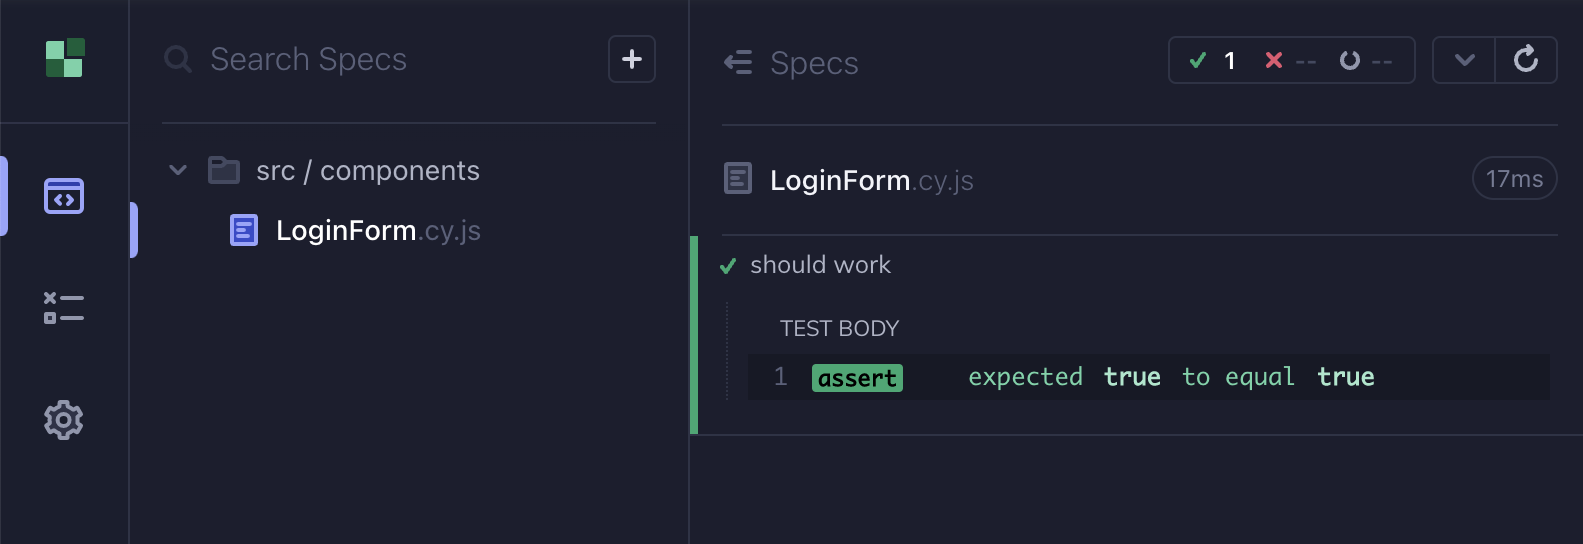 Search Specs
src / components
LoginForm.cy.js
Specs
1 -- --
LoginForm.cy.js
17ms
should work
TEST BODY
1 assert expected true to equal true